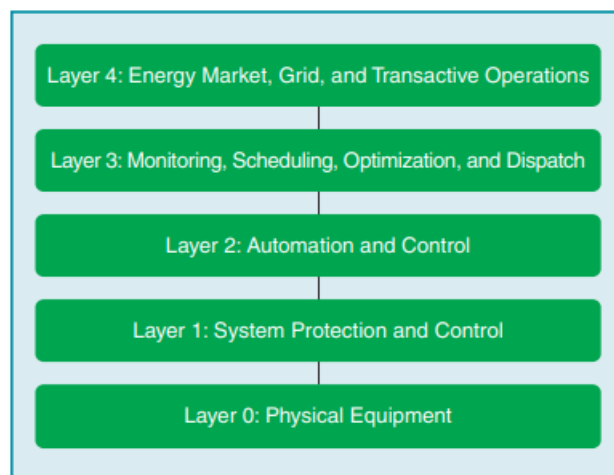 Layer 4: Energy Market, Grid, and Transactive Operations
Layer 3: Monitoring, Scheduling, Optimization, and Dispatch
Layer 2: Automation and Control
Layer 1: System Protection and Control
Layer 0: Physical Equipment